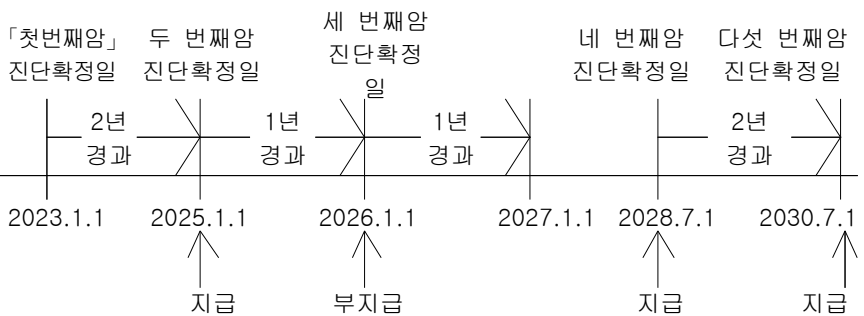 「첫번째암」
진단확정일
두 번째암
진단확정일
세 번째암
진단확정
일
네 번째암
진단확정일
다섯 번째암
진단확정일
2년
경과
1년
경과
1년
경과
2년
경과
2023.1.1
2025.1.1
2026.1.1
2027.1.1
2028.7.1
2030.7.1
지급
부지급
지급
지급